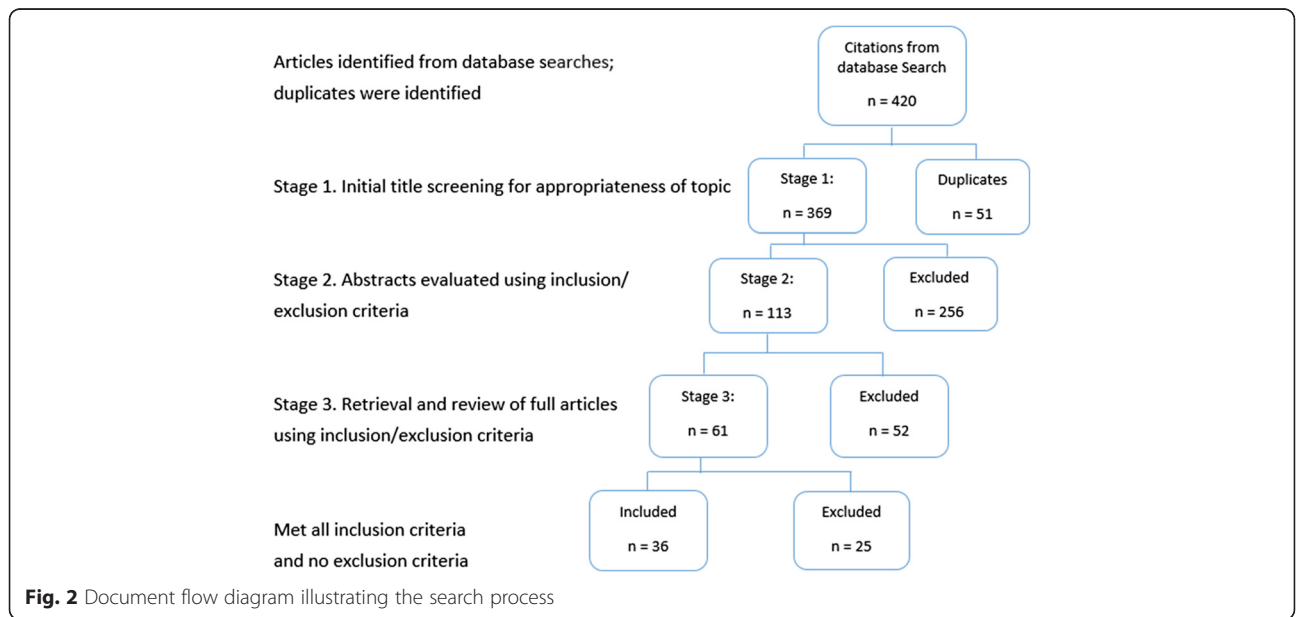 Citations from
database Search
n = 420
Articles identified from database searches;
duplicates were identified
Stage 1. Initial title screening for appropriateness of topic
Stage 1:
n = 369
Duplicates
n = 51
Stage 2. Abstracts evaluated using inclusion/
exclusion criteria
Stage 2:
n = 113
Excluded
n = 256
Stage 3. Retrieval and review of full articles
using inclusion/exclusion criteria
Stage 3:
n = 61
Excluded
n = 52
Met all inclusion criteria
and no exclusion criteria
Included
n = 36
Excluded
n = 25
Fig. 2 Document flow diagram illustrating the search process